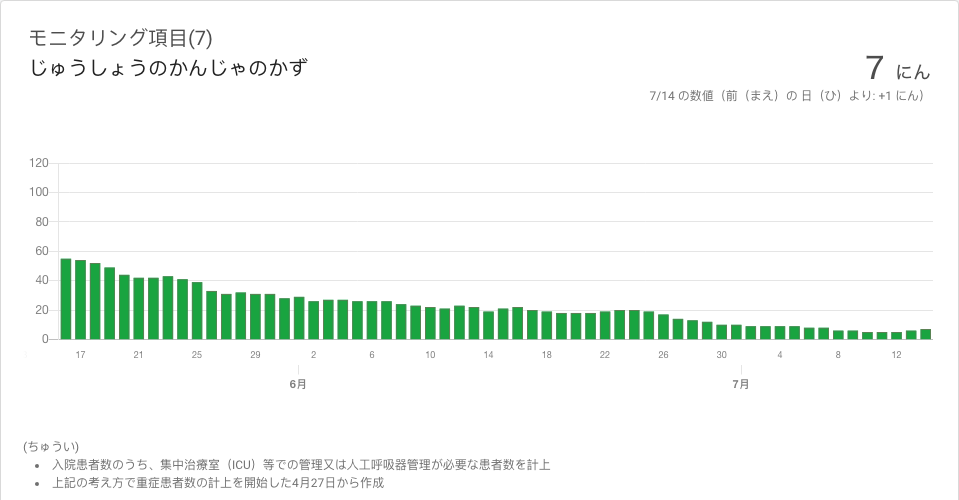 モニタリング項目(7)
じゅうしょうのかんじゃのかず
7 にん
7/14 の数値（前（まえ）の 日（ひ）より: +1 にん）
120
100
80
60
40
20
0
17 21 25 29 2 6 10 14 18 22 26 30 4 8 12
6月 7月
(ちゅうい)
• 入院患者数のうち、集中治療室（ICU）等での管理又は人工呼吸器管理が必要な患者数を計上
• 上記の考え方で重症患者数の計上を開始した4月27日から作成